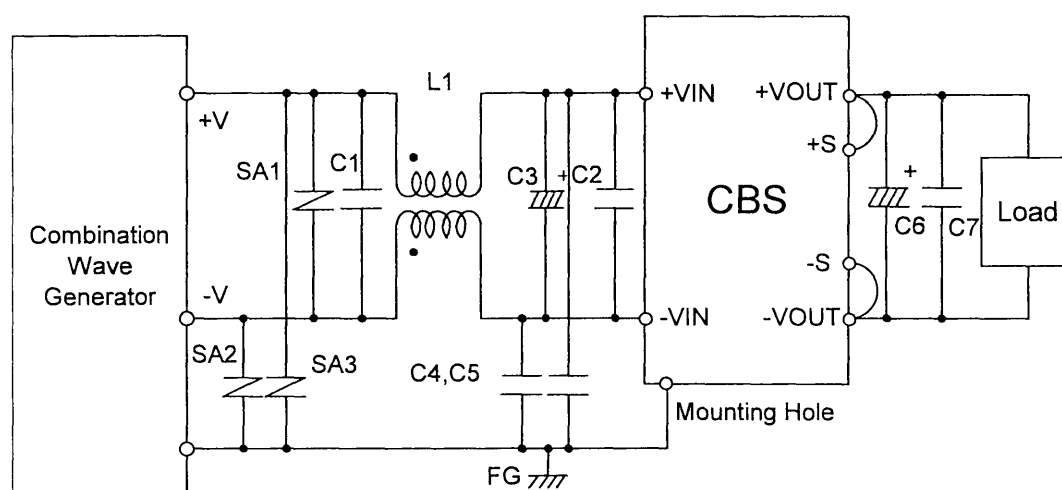 L1
+V
+VIN
+VOUT
+S
SA1
C1
C3
+
C2
CBS
+
C6
C7
Load
Combination
Wave
Generator
-V
-VIN
-S
-VOUT
SA2
SA3
C4,C5
Mounting Hole
FG